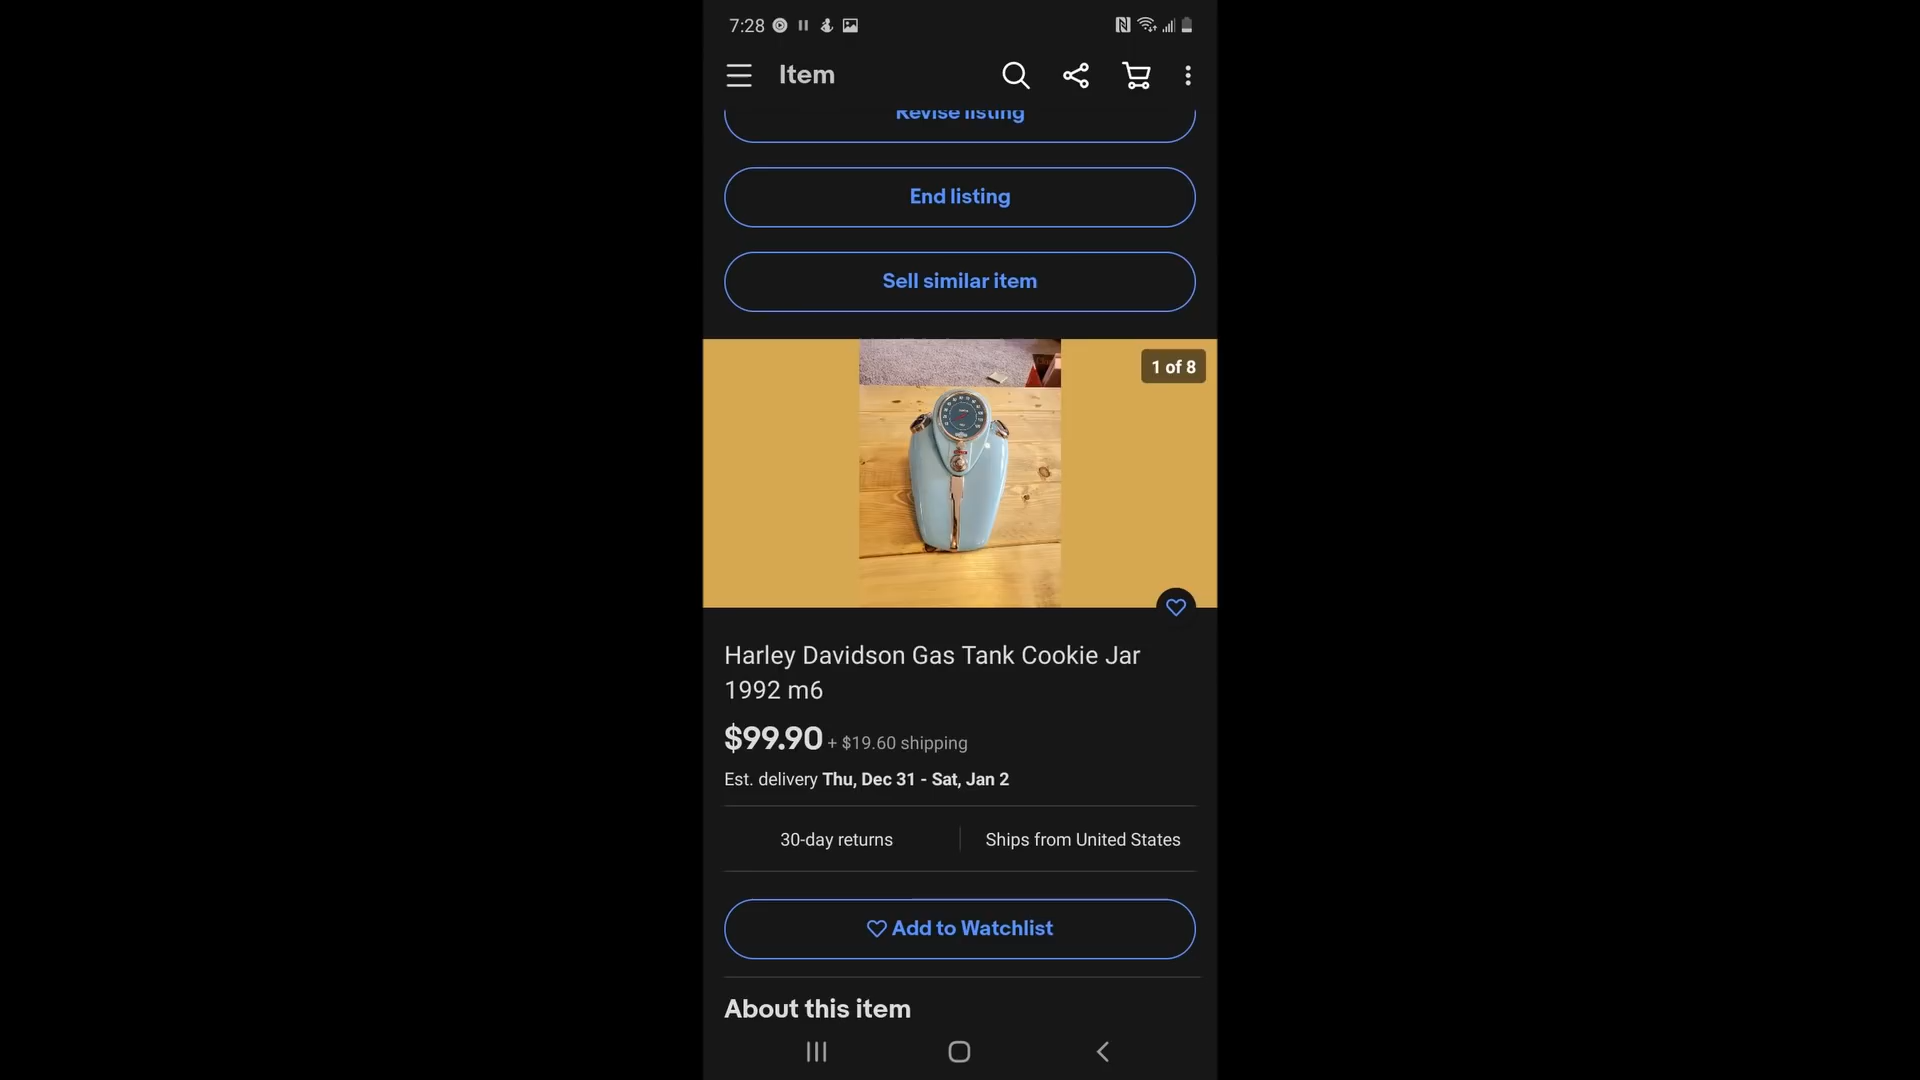 7:28
Item
Revise listing
End listing
Sell similar item
1 of 8
Harley Davidson Gas Tank Cookie Jar
1992 m6
$99.90 + $19.60 shipping
Est. delivery Thu, Dec 31 - Sat, Jan 2
30-day returns
Ships from United States
Add to Watchlist
About this item